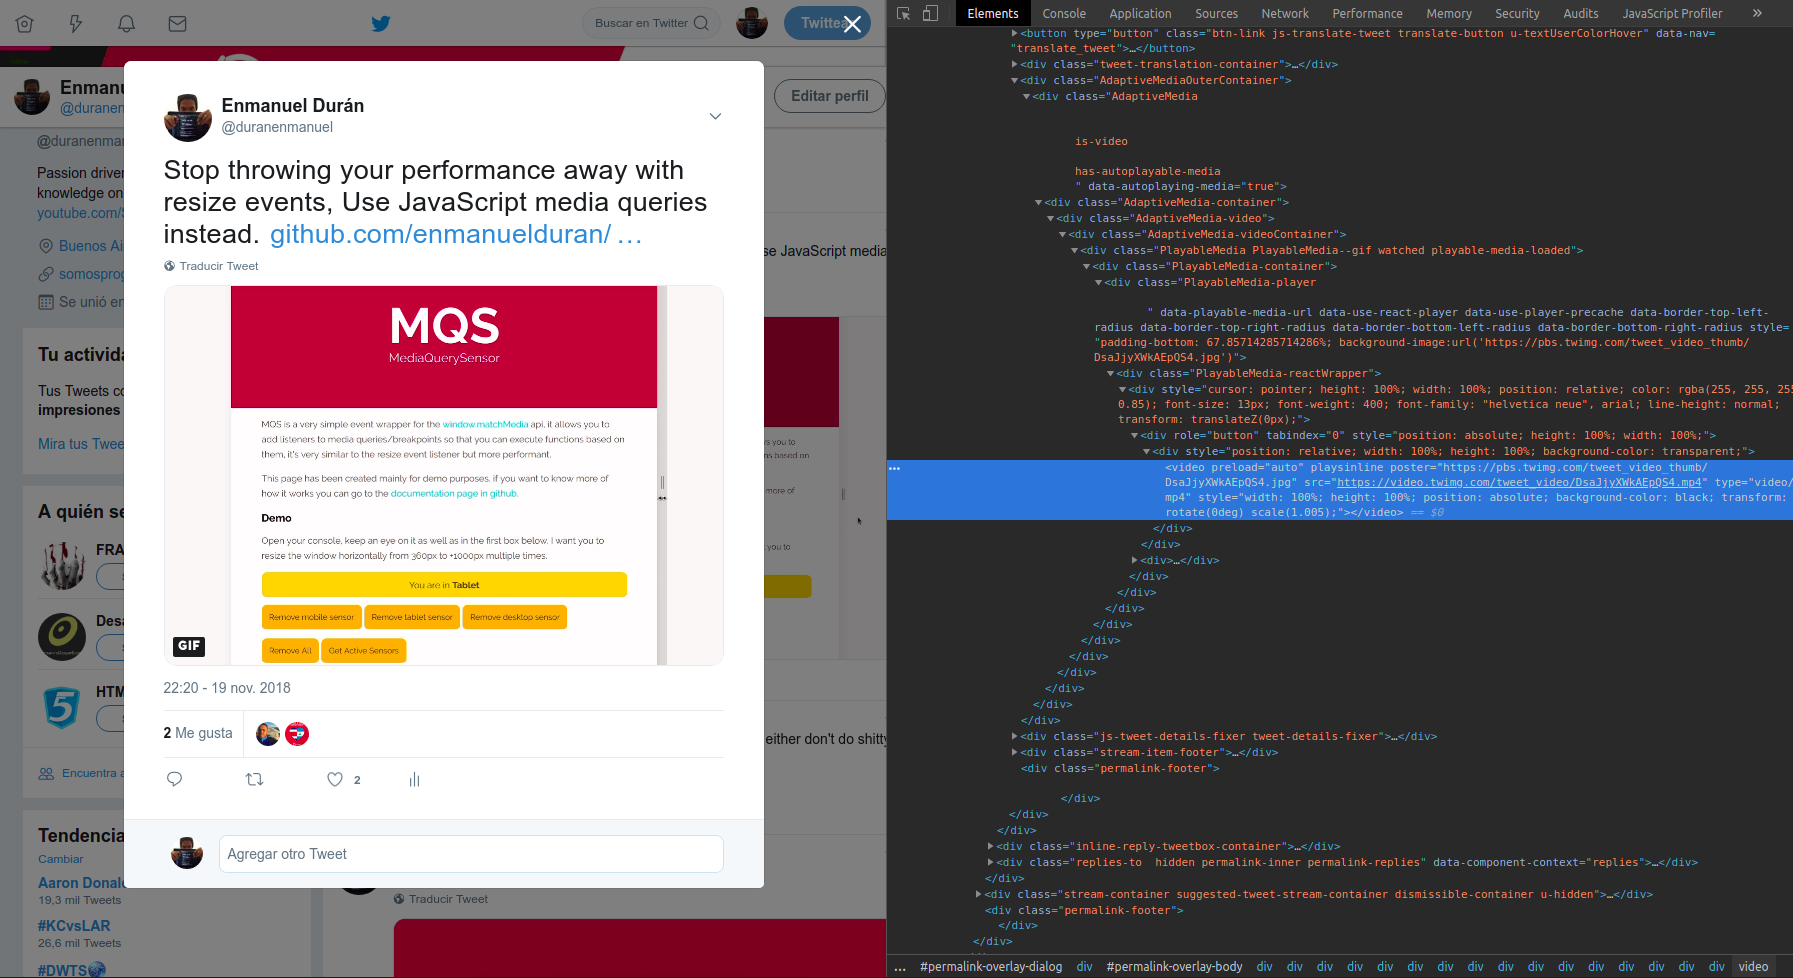 Buscar en Twitter
Twittear
Enmanu
@duranenm
Editar perfil
@duranenmar
Passion driven
knowledge on
youtube.com/S
Buenos Ai
somosprog
Se unió en
Tu activida
Tus Tweets co
impresiones
Mira tus Twee
A quién se
FRA
Desa
HTM
5
Encuentra a
Tendencia
Cambiar
Aaron Donald
19,3 mil Tweets
#KCvsLAR
26,6 mil Tweets
#DWTS
Enmanuel Durán
@duranenmanuel
Stop throwing your performance away with
resize events, Use JavaScript media queries
instead. github.com/enmanuelduran/ …
Traducir Tweet
MQS
MediaQuerySensor
MQS is a very simple event wrapper for the window.matchMedia api, it allows you to
add listeners to media queries/breakpoints so that you can execute functions based on
them, it's very similar to the resize event listener but more performant.
This page has been created mainly for demo purposes, if you want to know more of
how it works you can go to the documentation page in github.
Demo
Open your console, keep an eye on it as well as in the first box below. I want you to
resize the window horizontally from 360px to +1000px multiple times.
You are in Tablet
Remove mobile sensor Remove tablet sensor Remove desktop sensor
Remove All Get Active Sensors
GIF
22:20 - 19 nov. 2018
2 Me gusta
2
Agregar otro Tweet
se JavaScript media
ws you to
ns based on
more of
you to
either don't do shitty
Traducir Tweet
Elements Console Application Sources Network Performance Memory Security Audits JavaScript Profiler »
<button type="button" class="btn-link js-translate-tweet translate-button u-textUserColorHover" data-nav=
"translate_tweet">…</button>
<div class="tweet-translation-container">…</div>
<div class="AdaptiveMediaOuterContainer">
<div class="AdaptiveMedia
is-video
has-autoplayable-media
" data-autoplaying-media="true">
<div class="AdaptiveMedia-container">
<div class="AdaptiveMedia-video">
<div class="AdaptiveMedia-videoContainer">
<div class="PlayableMedia PlayableMedia--gif watched playable-media-loaded">
<div class="PlayableMedia-container">
<div class="PlayableMedia-player
" data-playable-media-url data-use-react-player data-use-player-precache data-border-top-left-
radius data-border-top-right-radius data-border-bottom-left-radius data-border-bottom-right-radius style=
"padding-bottom: 67.85714285714286%; background-image:url('https://pbs.twimg.com/tweet_video_thumb/
DsaJjyXWkAEpQS4.jpg')">
<div class="PlayableMedia-reactWrapper">
<div style="cursor: pointer; height: 100%; width: 100%; position: relative; color: rgba(255, 255, 255
0.85); font-size: 13px; font-weight: 400; font-family: "helvetica neue", arial; line-height: normal;
transform: translateZ(0px);">
<div role="button" tabindex="0" style="position: absolute; height: 100%; width: 100%;">
<div style="position: relative; width: 100%; height: 100%; background-color: transparent;">
<video preload="auto" playsinline poster="https://pbs.twimg.com/tweet_video_thumb/
DsaJjyXWkAEpQS4.jpg" src="https://video.twimg.com/tweet_video/DsaJjyXWkAEpQS4.mp4" type="video/
mp4" style="width: 100%; height: 100%; position: absolute; background-color: black; transform:
rotate(0deg) scale(1.005);"></video> == $0
</div>
</div>
<div>…</div>
</div>
</div>
</div>
</div>
</div>
</div>
</div>
</div>
</div>
</div>
<div class="js-tweet-details-fixer tweet-details-fixer">…</div>
<div class="stream-item-footer">…</div>
<div class="permalink-footer">
</div>
</div>
</div>
<div class="inline-reply-tweetbox-container">…</div>
<div class="replies-to  hidden permalink-inner permalink-replies" data-component-context="replies">…</div>
</div>
<div class="stream-container suggested-tweet-stream-container dismissible-container u-hidden">…</div>
<div class="permalink-footer">
</div>
</div>
... #permalink-overlay-dialog div #permalink-overlay-body div div div div div div div div div div div div div div div div video